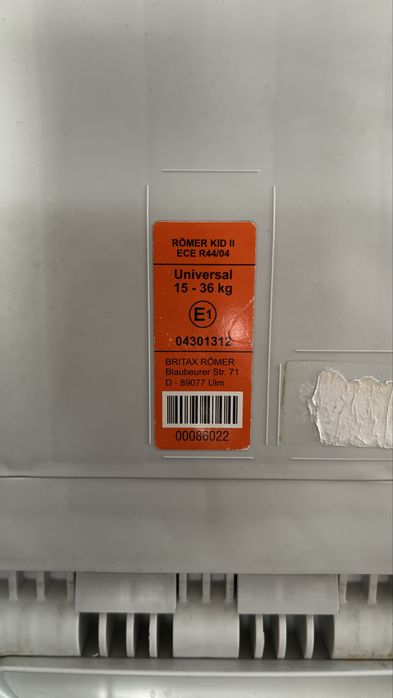 RÖMER KID II
ECE R44/04
Universal
15 - 36 kg
E1
04301312
BRITAX RÖMER
Blaubeurer Str. 71
D - 89077 Ulm
00086022